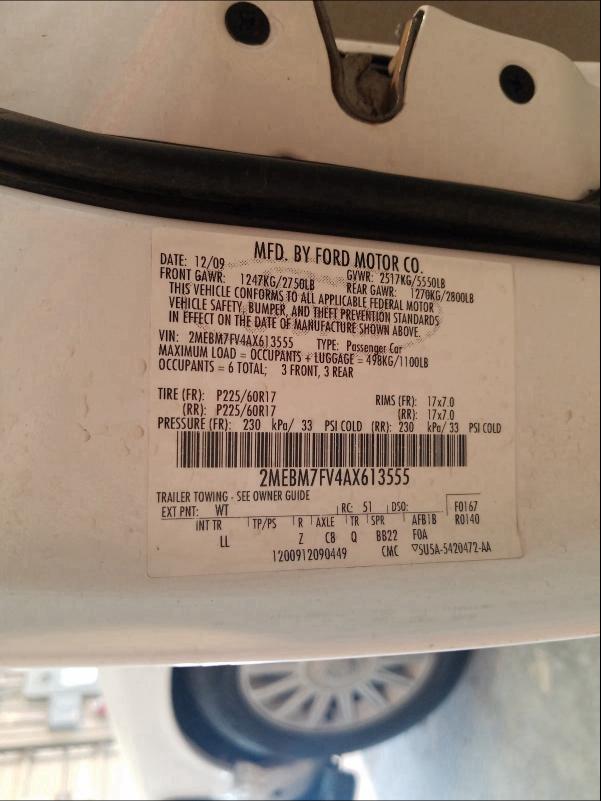 MFD. BY FORD MOTOR CO.
DATE: 12/09 GVWR: 2517KG/5550LB
FRONT GAWR: 1247KG/2750LB REAR GAWR: 1270KG/2800LB
THIS VEHICLE CONFORMS TO ALL APPLICABLE FEDERAL MOTOR
VEHICLE SAFETY, BUMPER, AND THEFT PREVENTION STANDARDS
IN EFFECT ON THE DATE OF MANUFACTURE SHOWN ABOVE.
VIN: 2MEBM7FV4AX613555 TYPE: Passenger Car
MAXIMUM LOAD = OCCUPANTS + LUGGAGE = 498KG/1100LB
OCCUPANTS = 6 TOTAL; 3 FRONT, 3 REAR
TIRE (FR): P225/60R17 RIMS (FR): 17x7.0
(RR): P225/60R17 (RR): 17x7.0
PRESSURE (FR): 230 kPa/ 33 PSI COLD (RR): 230 kPa/ 33 PSI COLD
2MEBM7FV4AX613555
TRAILER TOWING - SEE OWNER GUIDE
EXT PNT: WT RC: 51 DSO: F0167
INT TR TP/PS R AXLE TR SPR AFB1B R0140
LL Z CB Q BB22 FOA
1200912090449 CMC ▽5U5A-5420472-AA